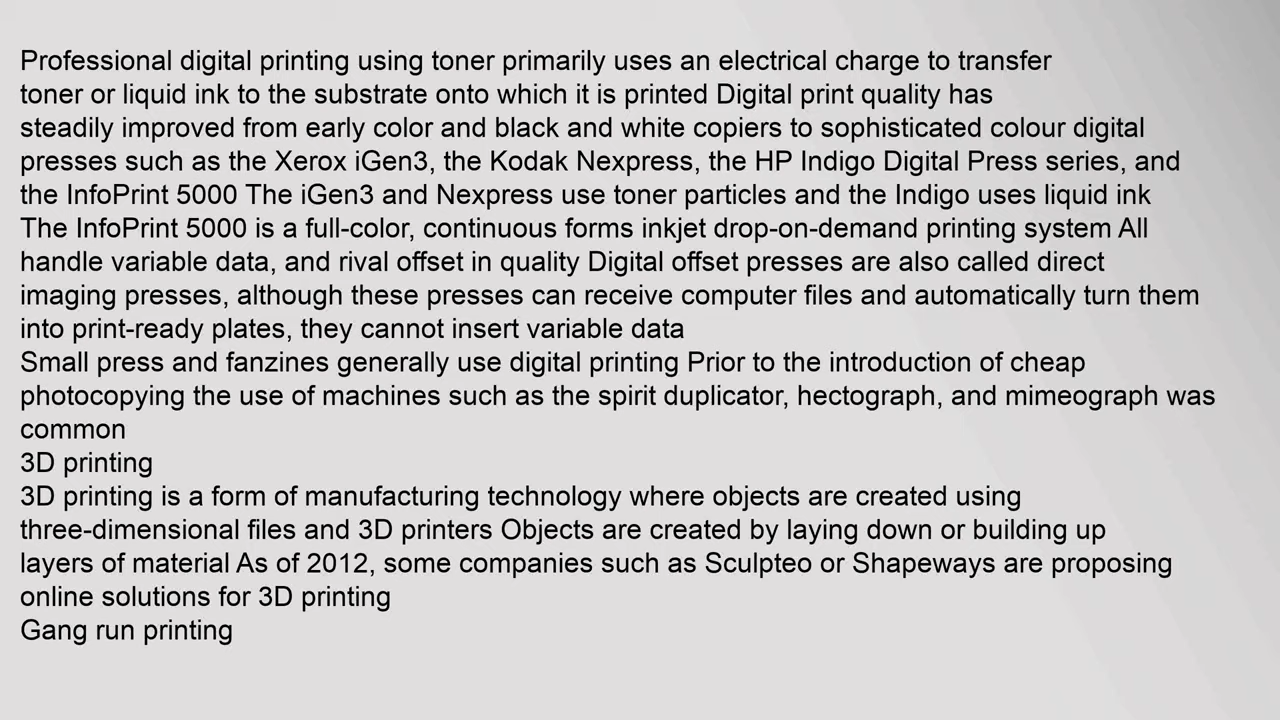 Professional digital printing using toner primarily uses an electrical charge to transfer
toner or liquid ink to the substrate onto which it is printed Digital print quality has
steadily improved from early color and black and white copiers to sophisticated colour digital
presses such as the Xerox iGen3, the Kodak Nexpress, the HP Indigo Digital Press series, and
the InfoPrint 5000 The iGen3 and Nexpress use toner particles and the Indigo uses liquid ink
The InfoPrint 5000 is a full-color, continuous forms inkjet drop-on-demand printing system All
handle variable data, and rival offset in quality Digital offset presses are also called direct
imaging presses, although these presses can receive computer files and automatically turn them
into print-ready plates, they cannot insert variable data
Small press and fanzines generally use digital printing Prior to the introduction of cheap
photocopying the use of machines such as the spirit duplicator, hectograph, and mimeograph was
common
3D printing
3D printing is a form of manufacturing technology where objects are created using
three-dimensional files and 3D printers Objects are created by laying down or building up
layers of material As of 2012, some companies such as Sculpteo or Shapeways are proposing
online solutions for 3D printing
Gang run printing